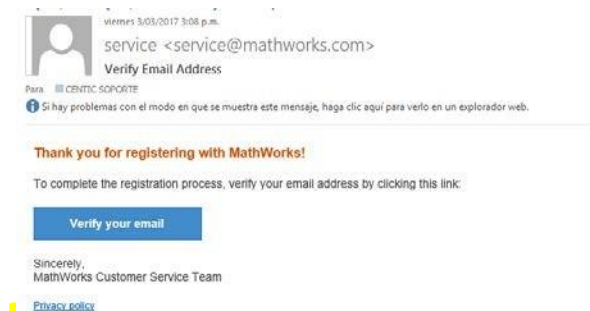 viernes 3/03/2017 3:08 p.m.
service <service@mathworks.com>
Verify Email Address
Para CENTIC SOPORTE
Si hay problemas con el modo en que se muestra este mensaje, haga clic aquí para verlo en un explorador web.
Thank you for registering with MathWorks!
To complete the registration process, verify your email address by clicking this link:
Verify your email
Sincerely,
MathWorks Customer Service Team
Privacy policy